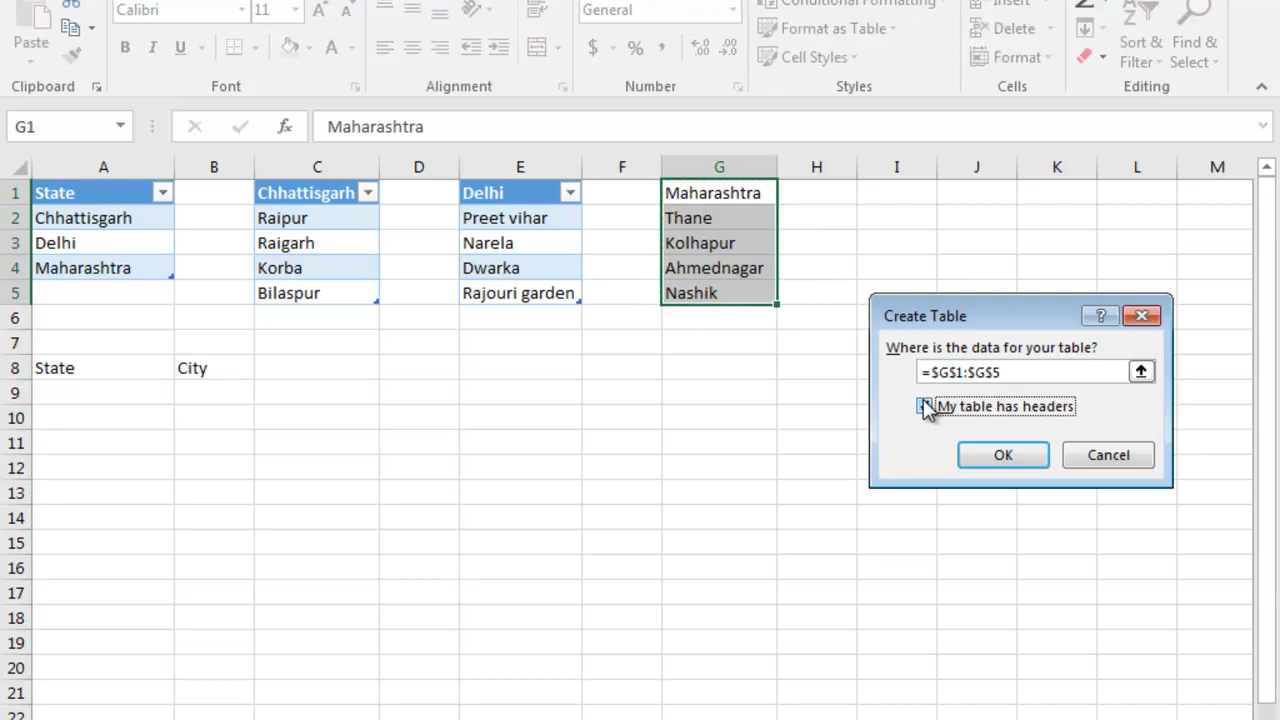 Calibri 11 General Conditional Formatting Insert
Paste B I U A $ % , Format as Table Delete Sort & Find &
Cell Styles Format Filter Select
Clipboard Font Alignment Number Styles Cells Editing
G1 fx Maharashtra
A B C D E F G H I J K L M
1 State Chhattisgarh Delhi Maharashtra
2 Chhattisgarh Raipur Preet vihar Thane
3 Delhi Raigarh Narela Kolhapur
4 Maharashtra Korba Dwarka Ahmednagar
5 Bilaspur Rajouri garden Nashik
6
7
8 State City
9
10
11
12
13
14
15
16
17
18
19
20
21
22
Create Table ?
Where is the data for your table?
=$G$1:$G$5
My table has headers
OK Cancel